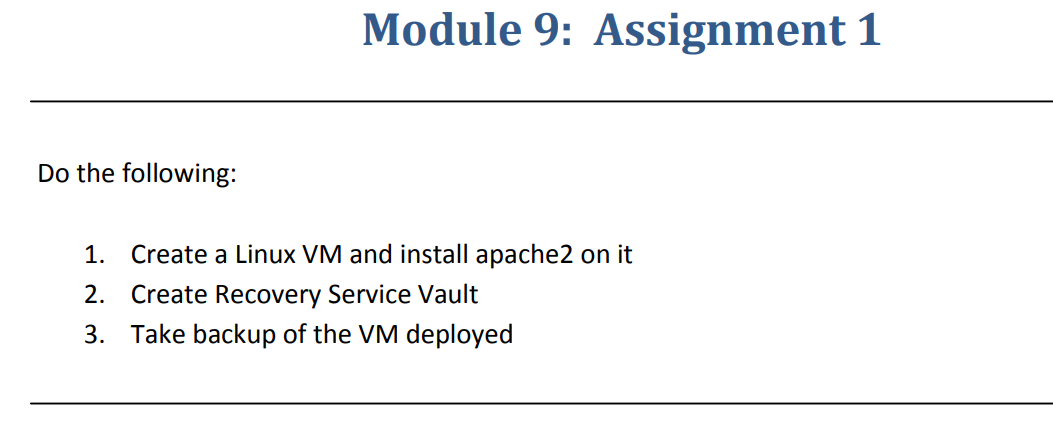 Module 9: Assignment 1
Do the following:
1. Create a Linux VM and install apache2 on it
2. Create Recovery Service Vault
3. Take backup of the VM deployed